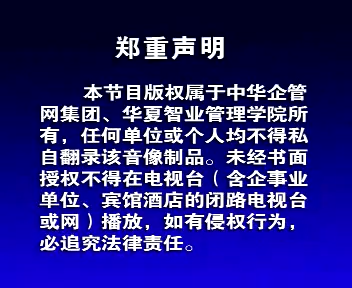 郑重声明
本节目版权属于中华企管
网集团、华夏智业管理学院所
有，任何单位或个人均不得私
自翻录该音像制品。未经书面
授权不得在电视台（含企事业
单位、宾馆酒店的闭路电视台
或网）播放，如有侵权行为，
必追究法律责任。